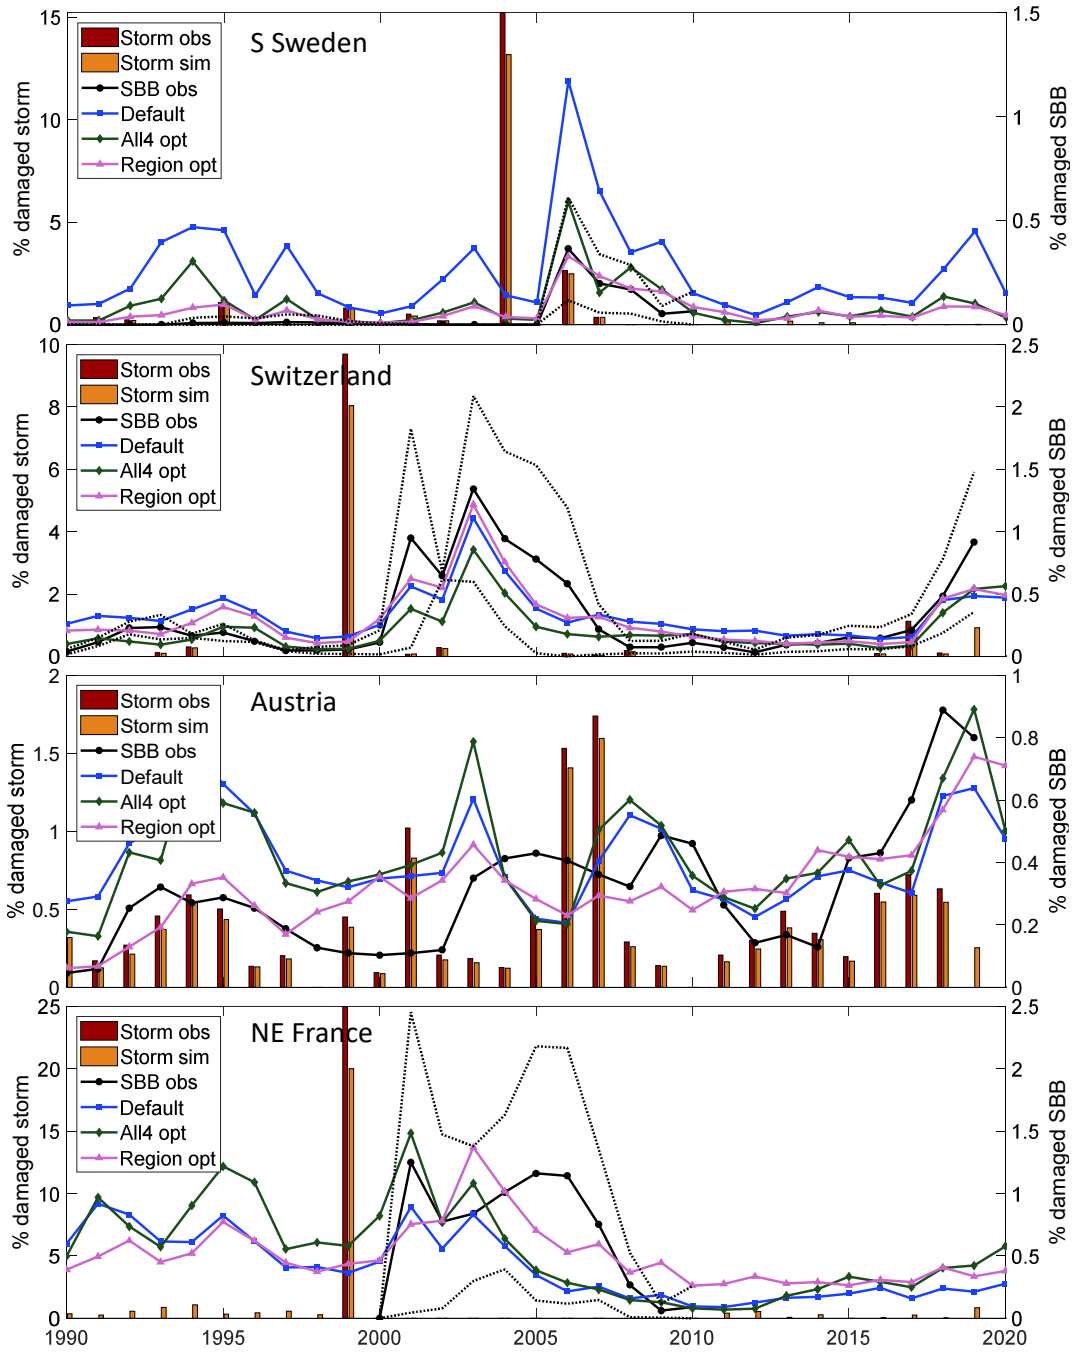 S Sweden
Storm obs
Storm sim
SBB obs
Default
All4 opt
Region opt
% damaged storm
15
10
5
0
% damaged SBB
1.5
1
0.5
0
Switzerland
Storm obs
Storm sim
SBB obs
Default
All4 opt
Region opt
% damaged storm
10
8
6
4
2
0
% damaged SBB
2.5
2
1.5
1
0.5
0
Austria
Storm obs
Storm sim
SBB obs
Default
All4 opt
Region opt
% damaged storm
2
1.5
1
0.5
0
% damaged SBB
1
0.8
0.6
0.4
0.2
0
NE France
Storm obs
Storm sim
SBB obs
Default
All4 opt
Region opt
% damaged storm
25
20
15
10
5
0
% damaged SBB
2.5
2
1.5
1
0.5
0
1990 1995 2000 2005 2010 2015 2020